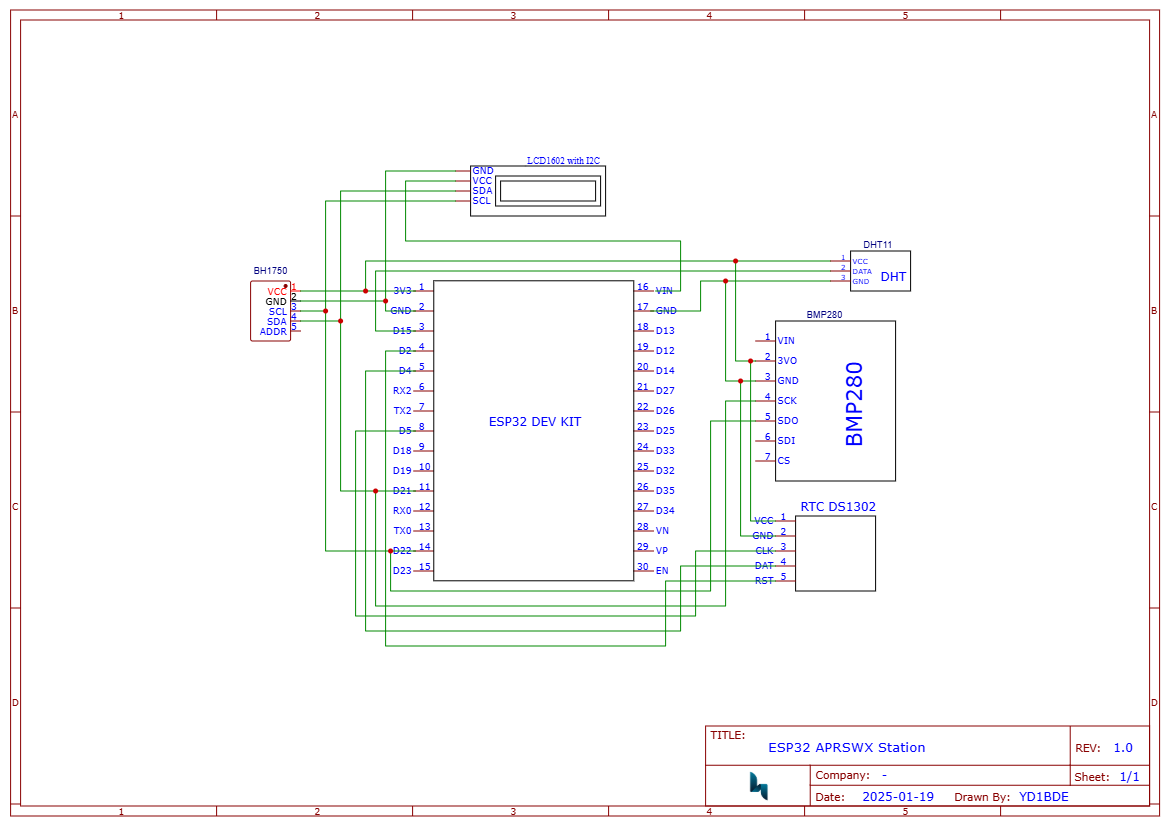 1 2 3 4 5
A A
B B
C C
D D
LCD1602 with I2C
GND
VCC
SDA
SCL
BH1750
VCC 1
GND 2
SCL 3
SDA 4
ADDR 5
DHT11
1 VCC
2 DATA
3 GND
DHT
ESP32 DEV KIT
3V3 1
GND 2
D15 3
D2 4
D4 5
RX2 6
TX2 7
D5 8
D18 9
D19 10
D21 11
RX0 12
TX0 13
D22 14
D23 15
16 VIN
17 GND
18 D13
19 D12
20 D14
21 D27
22 D26
23 D25
24 D33
25 D32
26 D35
27 D34
28 VN
29 VP
30 EN
BMP280
1 VIN
2 3VO
3 GND
4 SCK
5 SDO
6 SDI
7 CS
BMP280
RTC DS1302
VCC 1
GND 2
CLK 3
DAT 4
RST 5
TITLE:
ESP32 APRSWX Station
REV: 1.0
Company: -
Sheet: 1/1
Date: 2025-01-19 Drawn By: YD1BDE
1 2 3 4 5